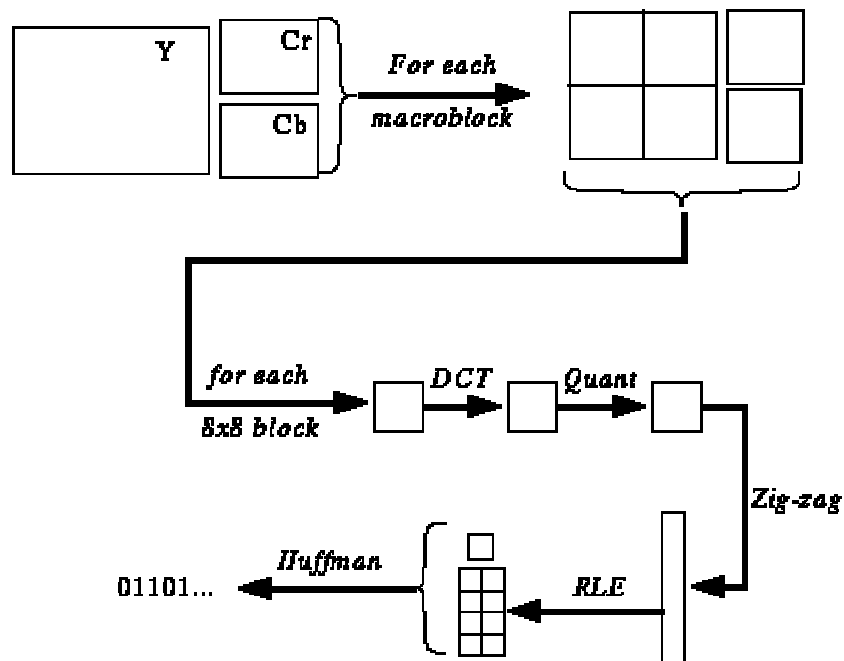 Y
Cr
Cb
For each
macroblock
for each
8x8 block
DCT
Quant
Zig-zag
RLE
Huffman
01101...